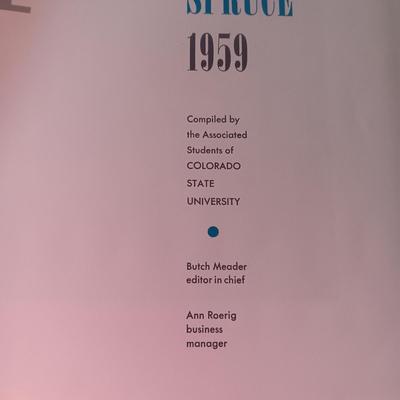 SPRUCE
1959
Compiled by
the Associated
Students of
COLORADO
STATE
UNIVERSITY
Butch Meader
editor in chief
Ann Roerig
business
manager